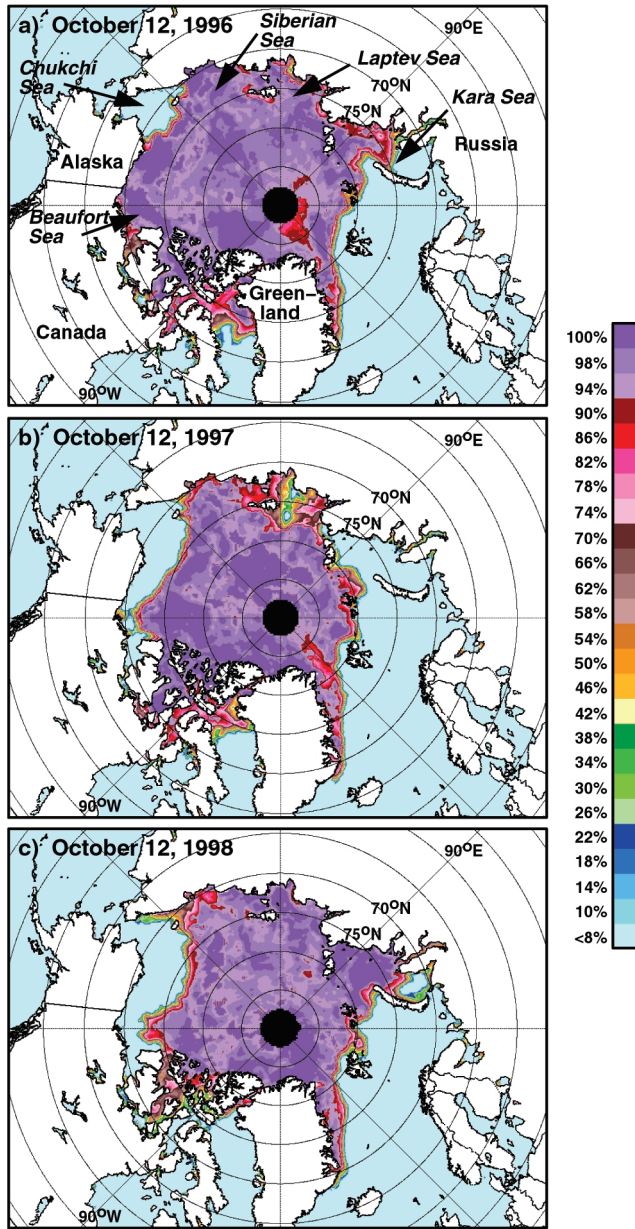 a) October 12, 1996
Siberian
Sea
90°E
Chukchi
Sea
Laptev Sea
70°N
75°N
Kara Sea
Alaska
Russia
Beaufort
Sea
Green-
land
Canada
90°W
b) October 12, 1997
90°E
70°N
75°N
90°W
c) October 12, 1998
90°E
70°N
75°N
90°W
100%
98%
94%
90%
86%
82%
78%
74%
70%
66%
62%
58%
54%
50%
46%
42%
38%
34%
30%
26%
22%
18%
14%
10%
<8%